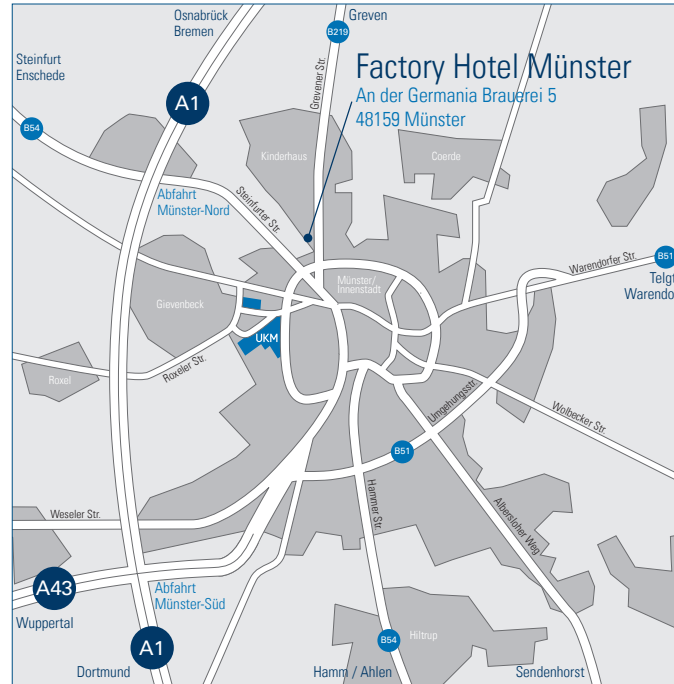 Osnabrück
Bremen
Greven
B219
Steinfurt
Enschede
Factory Hotel Münster
An der Germania Brauerei 5
48159 Münster
A1
Grevener Str.
B54
Kinderhaus
Coerde
Abfahrt
Münster-Nord
Steinfurter Str.
Warendorfer Str.
B51
Telgt
Warendo
Münster/
Innenstadt
Gievenbeck
UKM
Roxel
Roxeler Str.
Umgehungsstr.
Wolbecker Str.
B51
Weseler Str.
Hammer Str.
Albersloher Weg
A43
Wuppertal
Abfahrt
Münster-Süd
A1
Dortmund
B54
Hiltrup
Hamm / Ahlen
Sendenhorst